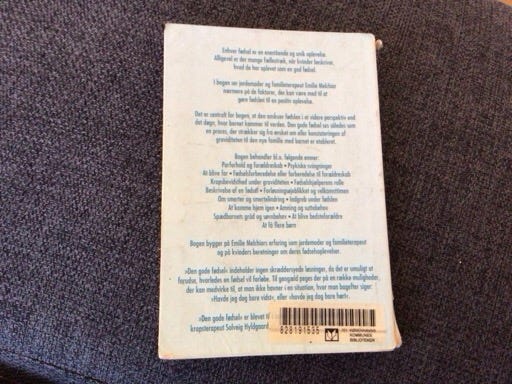 Enhver fødsel er en enestående og unik oplevelse.
Alligevel er der mange fællestræk, når kvinder beskriver,
hvad de har oplevet som en god fødsel.
I bogen ser jordemoder og familieterapeut Emilie Melchior
nærmere på de faktorer, der kan være med til at
gøre fødslen til en positiv oplevelse.
Det er centralt for bogen, at den ønsker fødslen i et videre perspektiv end
det døgn, hvor barnet kommer til verden. Den gode fødsel ses således som
en proces, der strækker sig fra ønsket om eller konstateringen af
graviditeten til den nye familie med barnet er etableret.
Bogen behandler bl.a. følgende emner:
Parforhold og forældreskab • Psykiske svingninger
At blive far • Fødselsforberedelse eller forberedelse til forældreskab
Kropsbevidsthed under graviditeten • Fødselshjælperens rolle
Beskrivelse af en fødsel • Forløsningsøjeblikket og velkomsttimen
Om smerter og smertelindring • Indgreb under fødslen
At komme hjem igen • Amning og suttebehov
Spædbarnets gråd og søvnbehov • At blive bedsteforældre
At få flere børn
Bogen bygger på Emilie Melchiors erfaring som jordemoder og familieterapeut
og på kvinders beretninger om deres fødselsoplevelser.
»Den gode fødsel« indeholder ingen skræddersyede løsninger, da det er umuligt at
forudse, hvorledes en fødsel vil forløbe. Til gengæld peges der på en række muligheder,
der kan medvirke til, at man ikke havner i en situation, hvor man bagefter siger:
»Havde jeg dog bare vidst«, eller »havde jeg dog bare hørt«.
»Den gode fødsel« er blevet til i
kropsterapeut Solveig Hyldgaard
828191535
KOMMUNES
BIBLIOTEKER